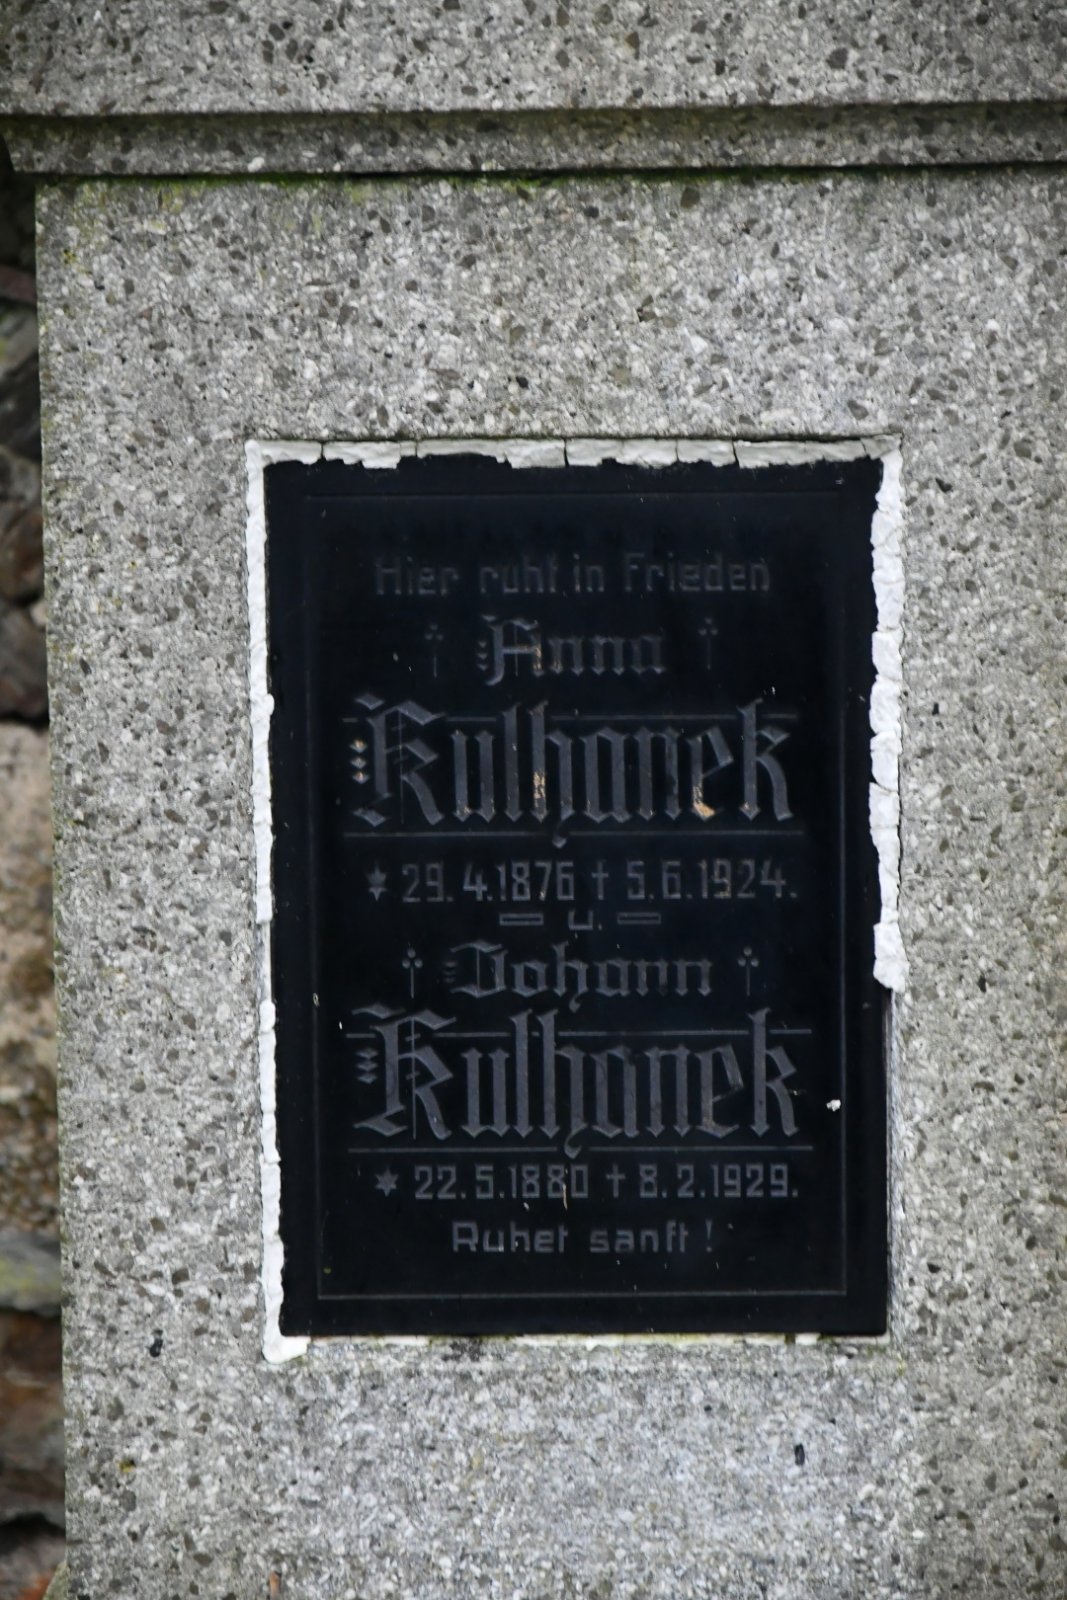 Hier ruht in Frieden
† Anna †
Kulhanek
* 29.4.1876 † 5.6.1924.
u.
† Johann †
Kulhanek
* 22.5.1880 † 8.2.1929.
Ruhet sanft!